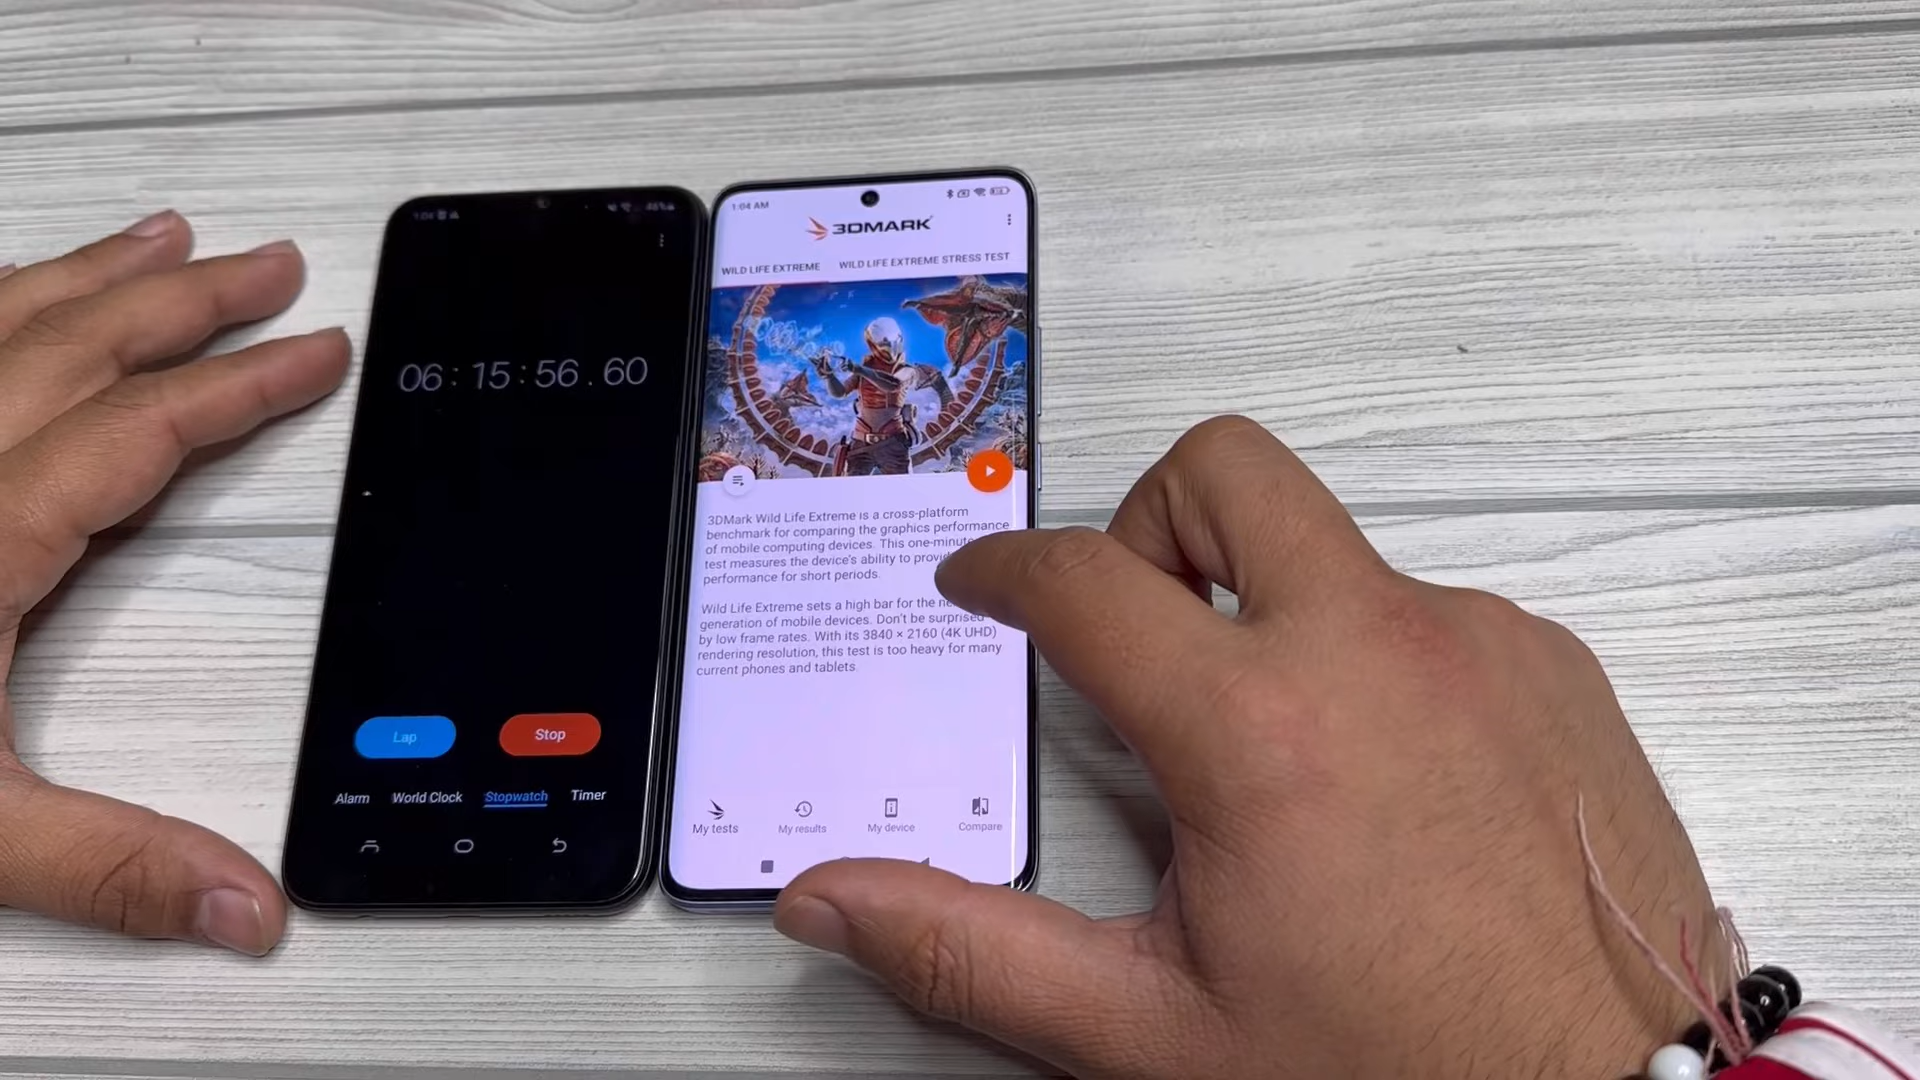 1:04
46%
06:15:56.60
Lap
Stop
Alarm
World Clock
Stopwatch
Timer
1:04 AM
3DMARK
WILD LIFE EXTREME
WILD LIFE EXTREME STRESS TEST
3DMark Wild Life Extreme is a cross-platform
benchmark for comparing the graphics performance
of mobile computing devices. This one-minute
test measures the device's ability to provid
performance for short periods.
Wild Life Extreme sets a high bar for the ne
generation of mobile devices. Don't be surprised
by low frame rates. With its 3840 × 2160 (4K UHD)
rendering resolution, this test is too heavy for many
current phones and tablets.
My tests
My results
My device
Compare